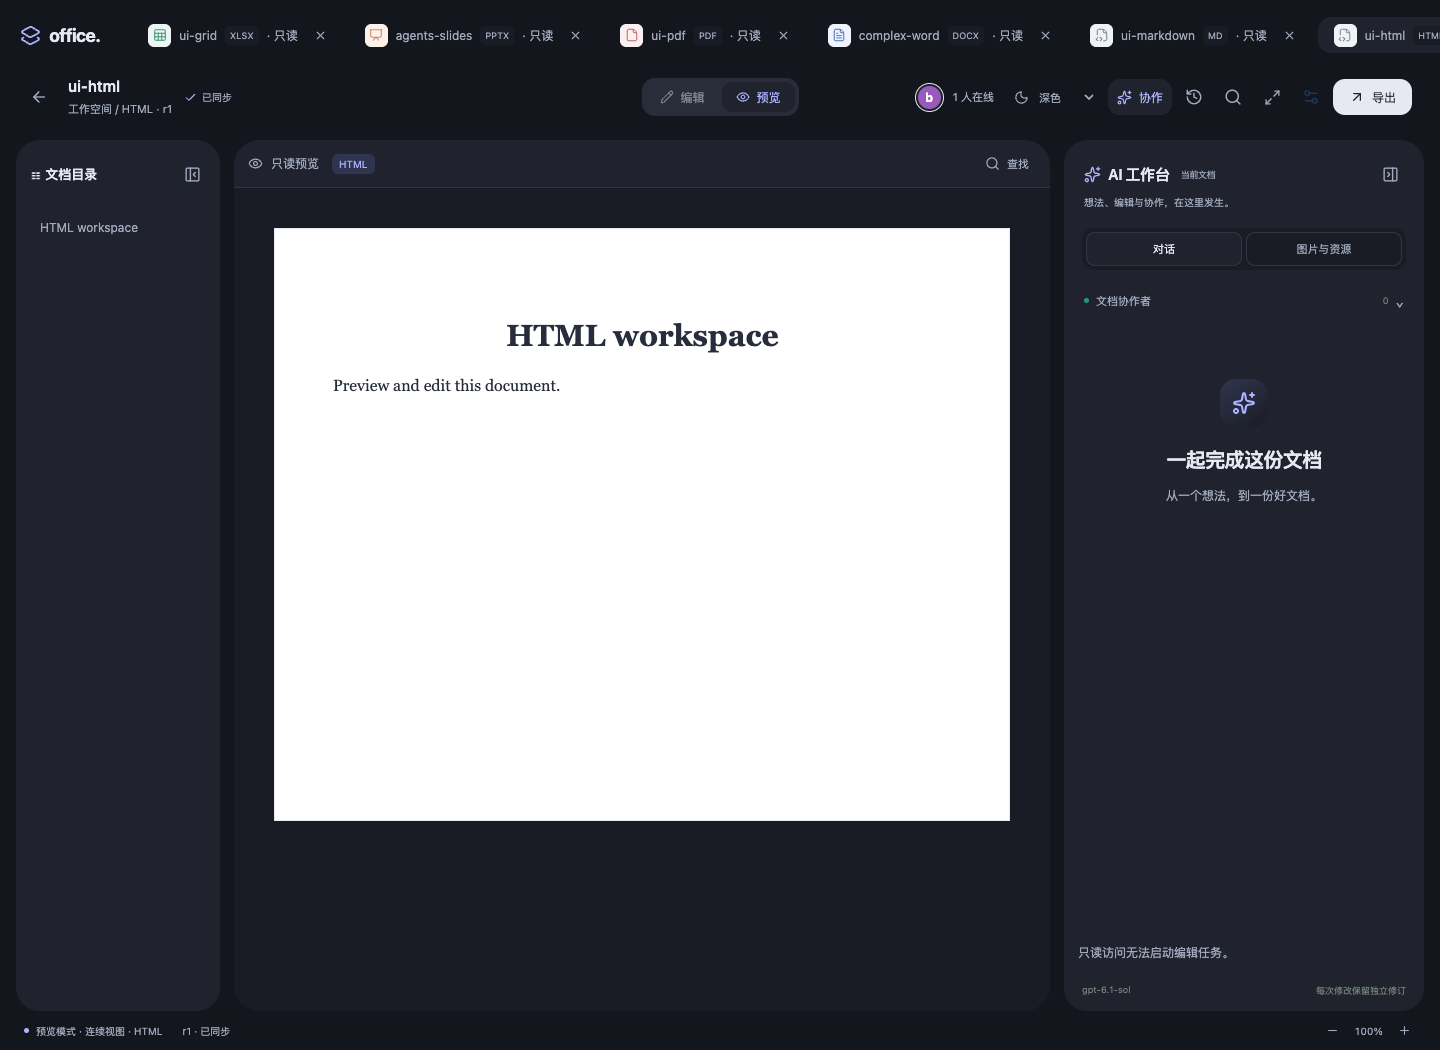 office.
ui-grid XLSX · 只读
agents-slides PPTX · 只读
ui-pdf PDF · 只读
complex-word DOCX · 只读
ui-markdown MD · 只读
ui-html
ui-html
工作空间 / HTML · r1
已同步
编辑
预览
b
1 人在线
深色
协作
导出
文档目录
HTML workspace
只读预览 HTML
查找
HTML workspace
Preview and edit this document.
AI 工作台 当前文档
想法、编辑与协作，在这里发生。
对话
图片与资源
文档协作者
0
一起完成这份文档
从一个想法，到一份好文档。
只读访问无法启动编辑任务。
gpt-6.1-sol
每次修改保留独立修订
预览模式 · 连续视图 · HTML
r1 · 已同步
100%